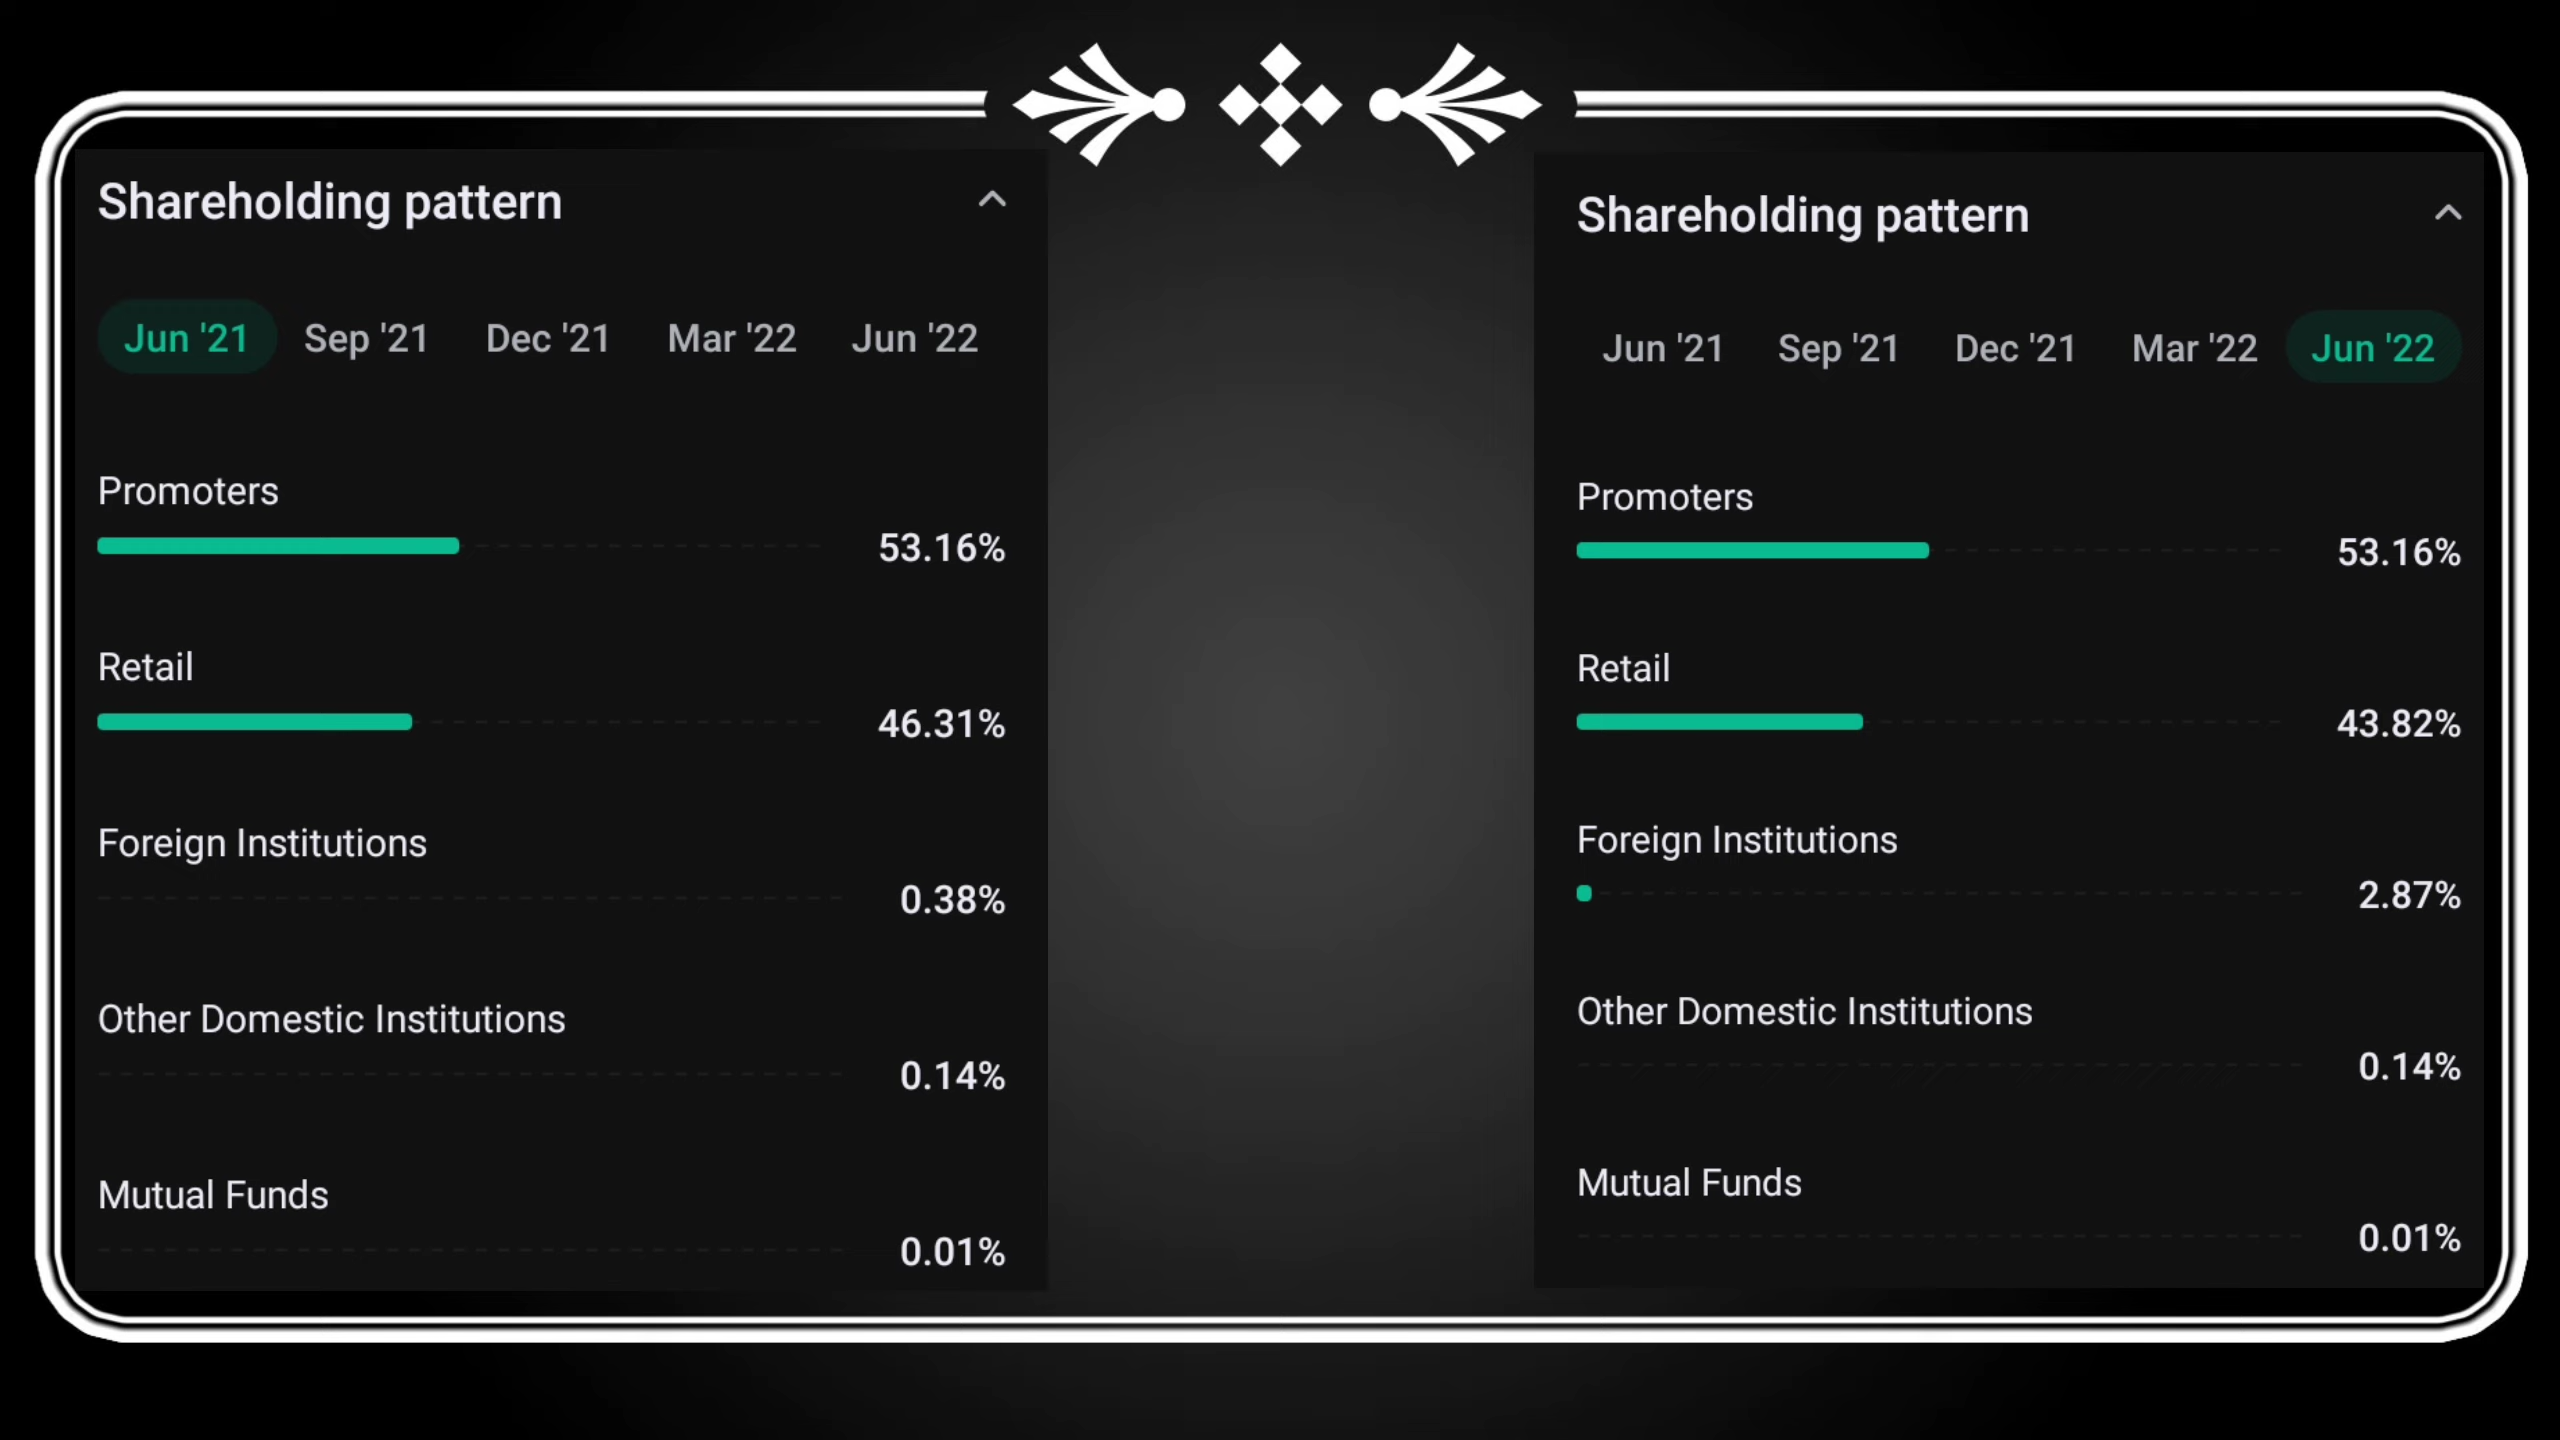 Shareholding pattern
Jun '21 Sep '21 Dec '21 Mar '22 Jun '22
Promoters
53.16%
Retail
46.31%
Foreign Institutions
0.38%
Other Domestic Institutions
0.14%
Mutual Funds
0.01%
Shareholding pattern
Jun '21 Sep '21 Dec '21 Mar '22 Jun '22
Promoters
53.16%
Retail
43.82%
Foreign Institutions
2.87%
Other Domestic Institutions
0.14%
Mutual Funds
0.01%